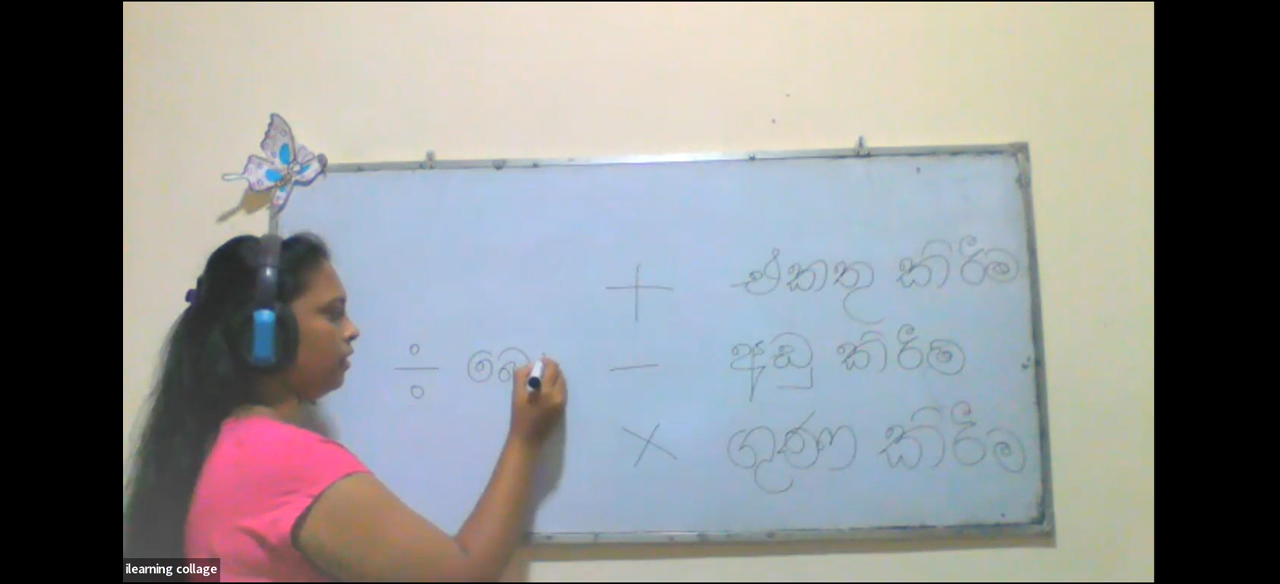 + එකතු කිරීම
÷ බෙ − අඩු කිරීම
× ගුණ කිරීම
ilearning collage